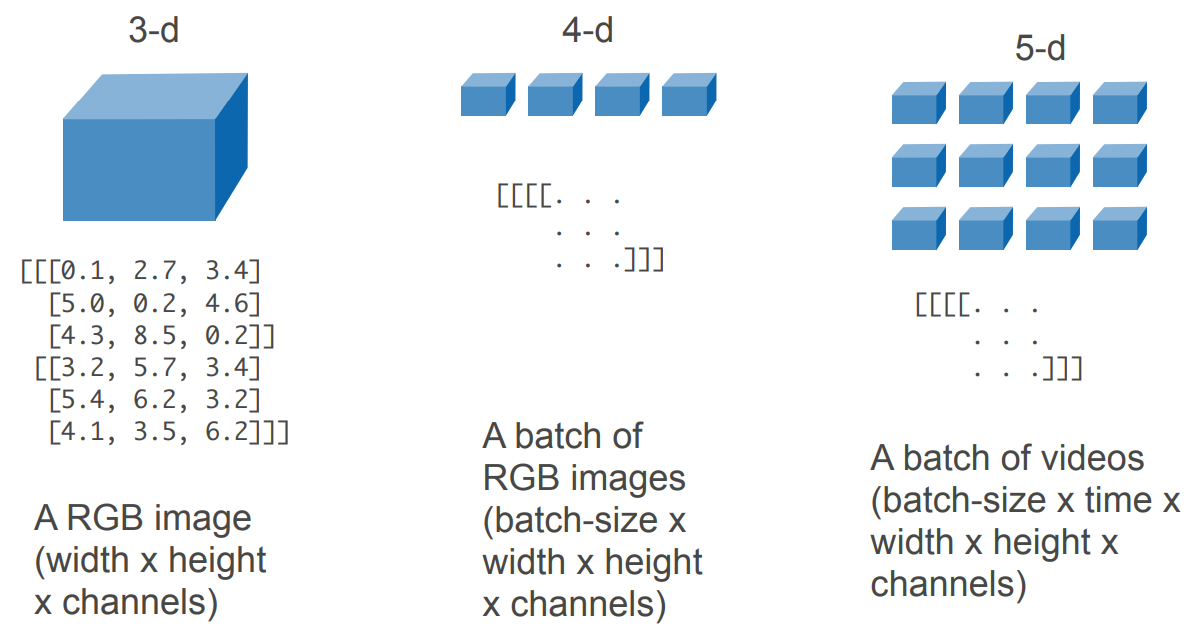 3-d
[[[0.1, 2.7, 3.4]
[5.0, 0.2, 4.6]
[4.3, 8.5, 0.2]]
[[3.2, 5.7, 3.4]
[5.4, 6.2, 3.2]
[4.1, 3.5, 6.2]]]
A RGB image
(width x height
x channels)
4-d
[[[[. . .
. . .
. . .]]]
A batch of
RGB images
(batch-size x
width x height
x channels)
5-d
[[[[. . .
. . .
. . .]]]
A batch of videos
(batch-size x time x
width x height x
channels)